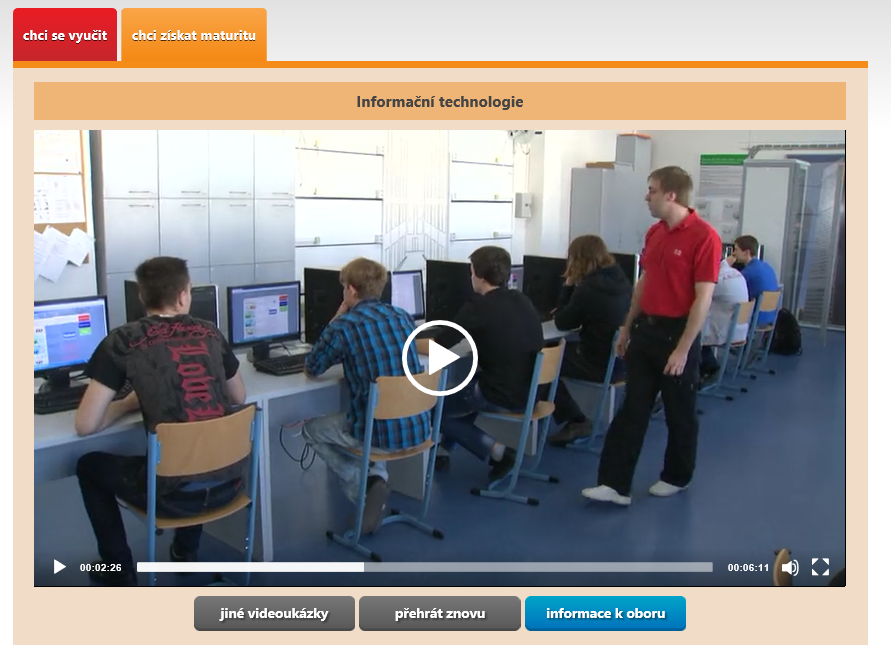 chci se vyučit
chci získat maturitu
Informační technologie
00:02:26
00:06:11
jiné videoukázky
přehrát znovu
informace k oboru